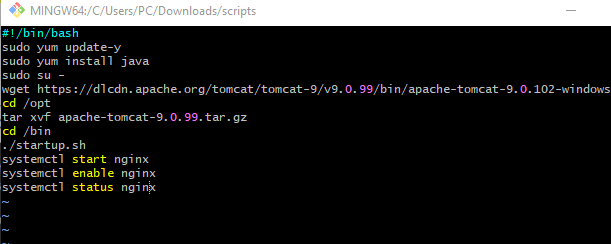 MINGW64:/C/Users/PC/Downloads/scripts
#!/bin/bash
sudo yum update-y
sudo yum install java
sudo su -
wget https://dlcdn.apache.org/tomcat/tomcat-9/v9.0.99/bin/apache-tomcat-9.0.102-windows
cd /opt
tar xvf apache-tomcat-9.0.99.tar.gz
cd /bin
./startup.sh
systemctl start nginx
systemctl enable nginx
systemctl status nginx
~
~
~
~